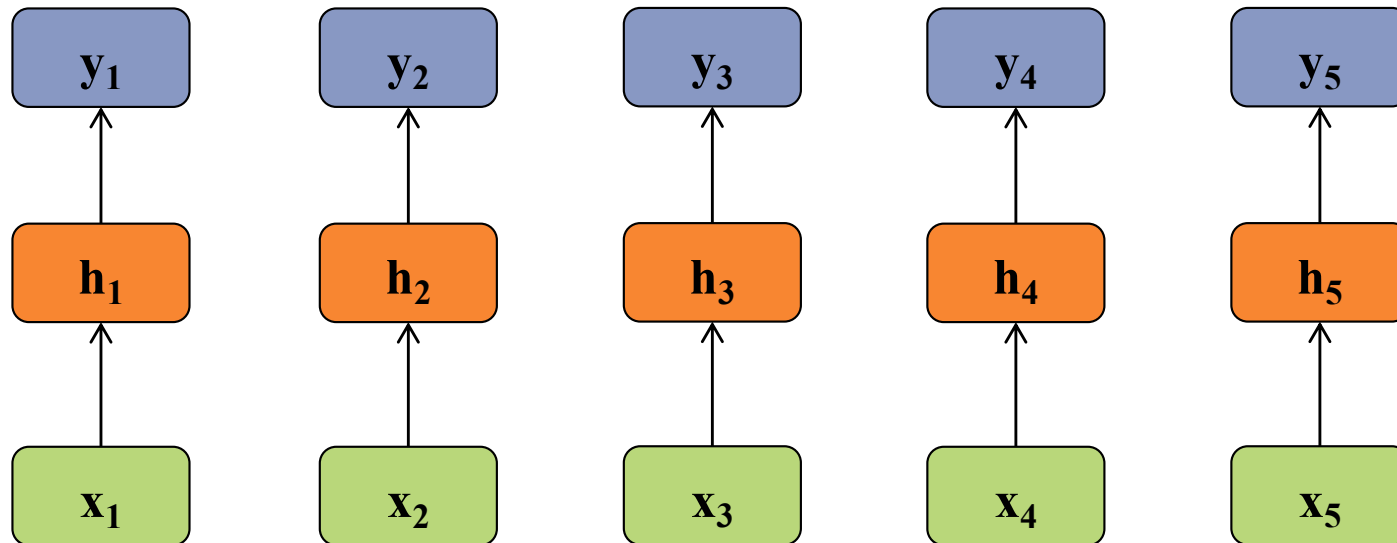 y₁ y₂ y₃ y₄ y₅
h₁ h₂ h₃ h₄ h₅
x₁ x₂ x₃ x₄ x₅